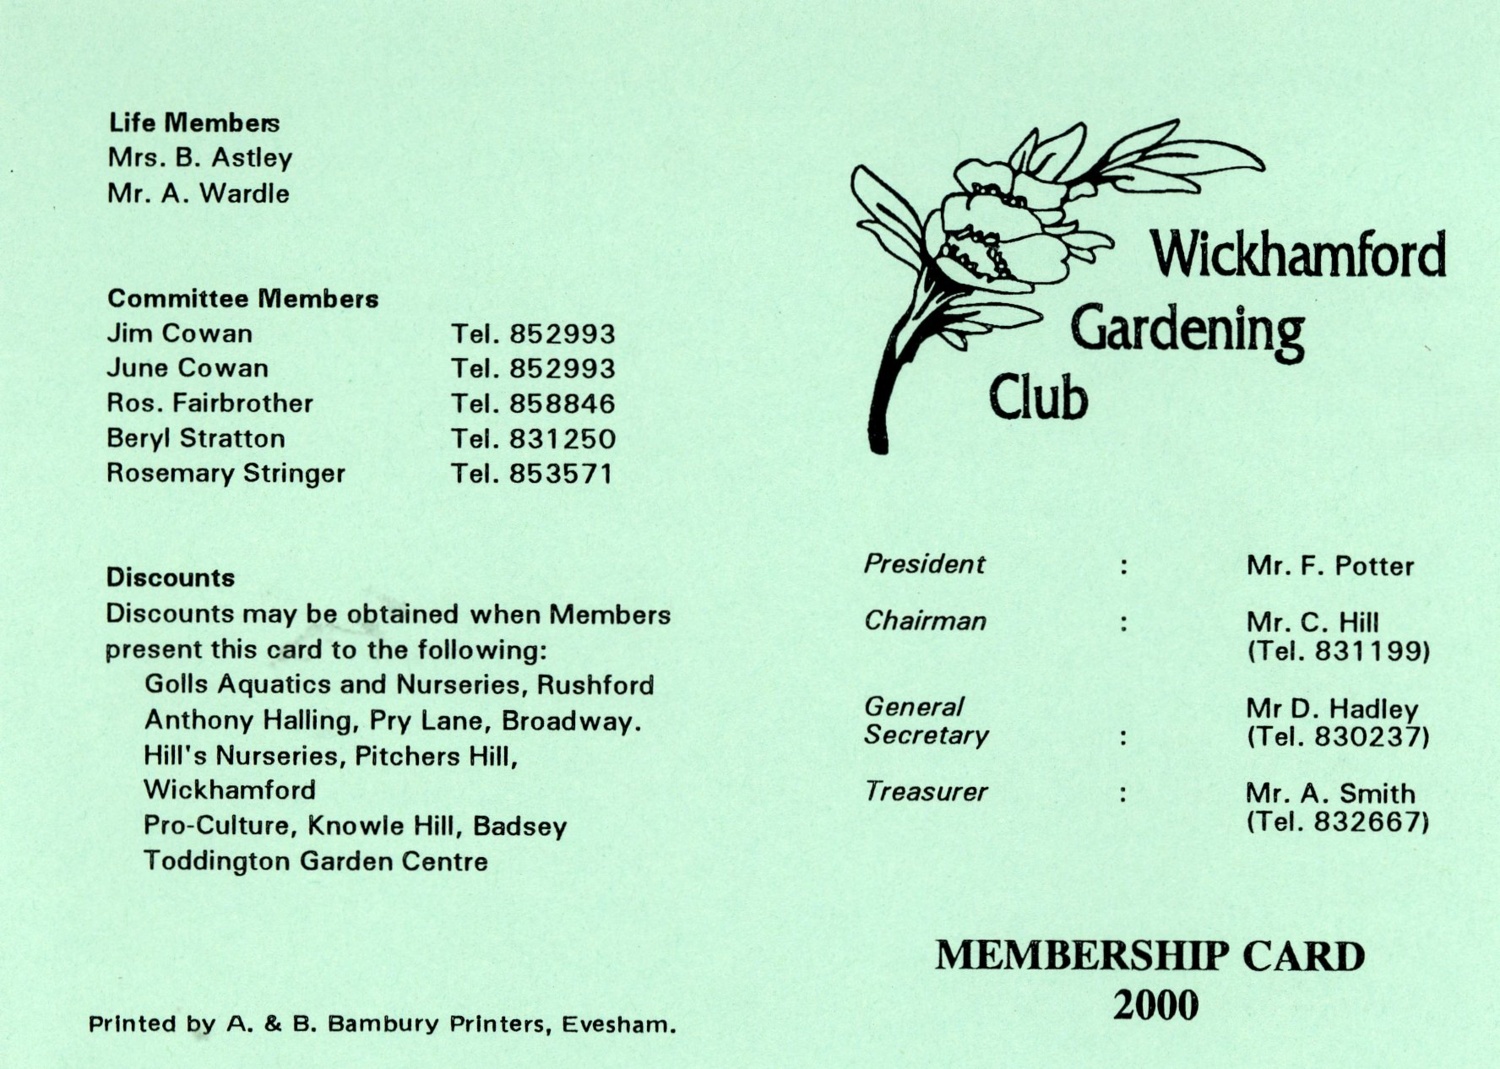 Life Members
Mrs. B. Astley
Mr. A. Wardle
Committee Members
Jim Cowan Tel. 852993
June Cowan Tel. 852993
Ros. Fairbrother Tel. 858846
Beryl Stratton Tel. 831250
Rosemary Stringer Tel. 853571
Discounts
Discounts may be obtained when Members
present this card to the following:
Golls Aquatics and Nurseries, Rushford
Anthony Halling, Pry Lane, Broadway.
Hill's Nurseries, Pitchers Hill,
Wickhamford
Pro-Culture, Knowle Hill, Badsey
Toddington Garden Centre
Printed by A. & B. Bambury Printers, Evesham.
Wickhamford
Gardening
Club
President : Mr. F. Potter
Chairman : Mr. C. Hill
(Tel. 831199)
General Mr D. Hadley
Secretary : (Tel. 830237)
Treasurer : Mr. A. Smith
(Tel. 832667)
MEMBERSHIP CARD
2000